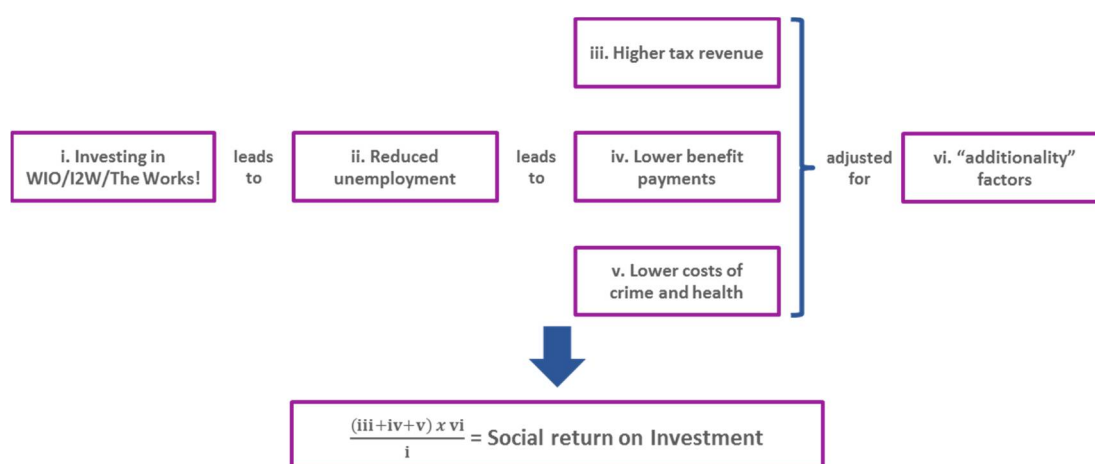 iii. Higher tax revenue
i. Investing in
WIO/I2W/The Works!
leads
to
ii. Reduced
unemployment
leads
to
iv. Lower benefit
payments
adjusted
for
vi. “additionality”
factors
v. Lower costs of
crime and health
(iii+iv+v) x vi
i
= Social return on Investment